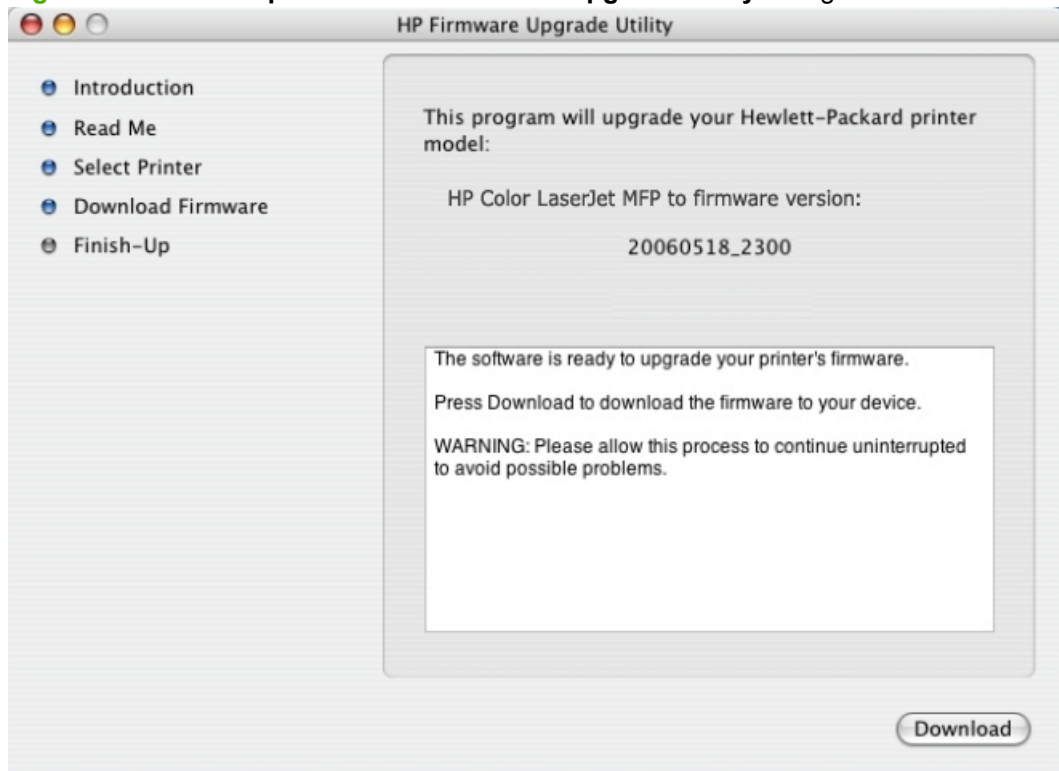 HP Firmware Upgrade Utility
Introduction
Read Me
Select Printer
Download Firmware
Finish-Up
This program will upgrade your Hewlett-Packard printer
model:
HP Color LaserJet MFP to firmware version:
20060518_2300
The software is ready to upgrade your printer's firmware.
Press Download to download the firmware to your device.
WARNING: Please allow this process to continue uninterrupted
to avoid possible problems.
Download